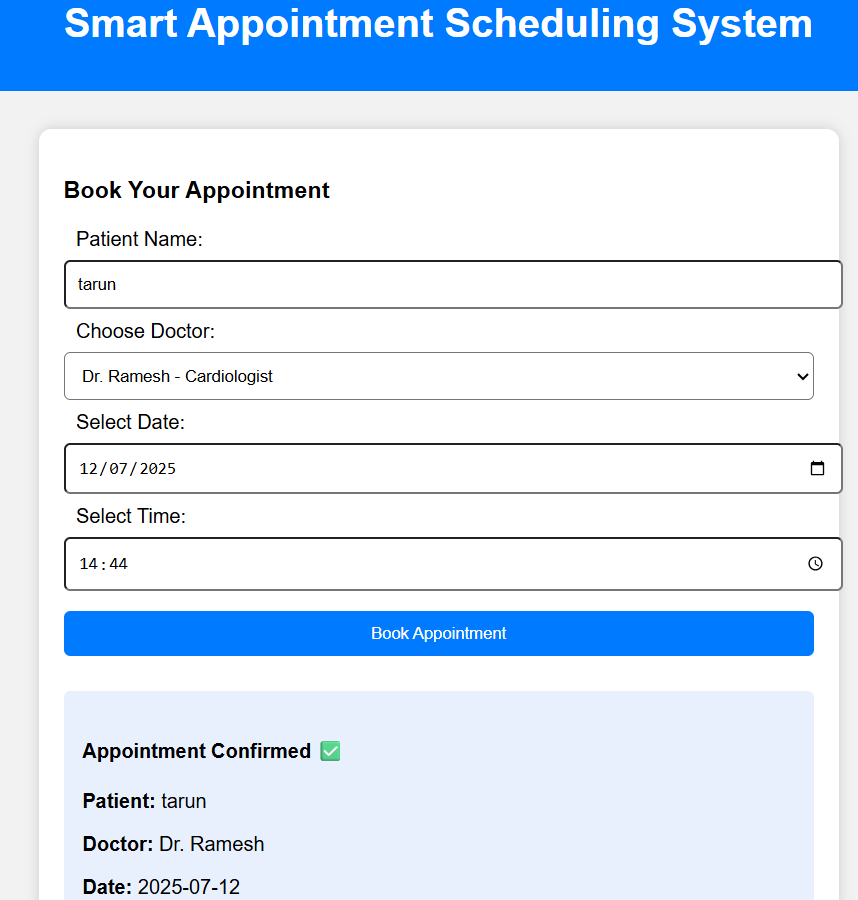 Smart Appointment Scheduling System
Book Your Appointment
Patient Name:
tarun
Choose Doctor:
Dr. Ramesh - Cardiologist
Select Date:
12/07/2025
Select Time:
14:44
Book Appointment
Appointment Confirmed ✅
Patient: tarun
Doctor: Dr. Ramesh
Date: 2025-07-12